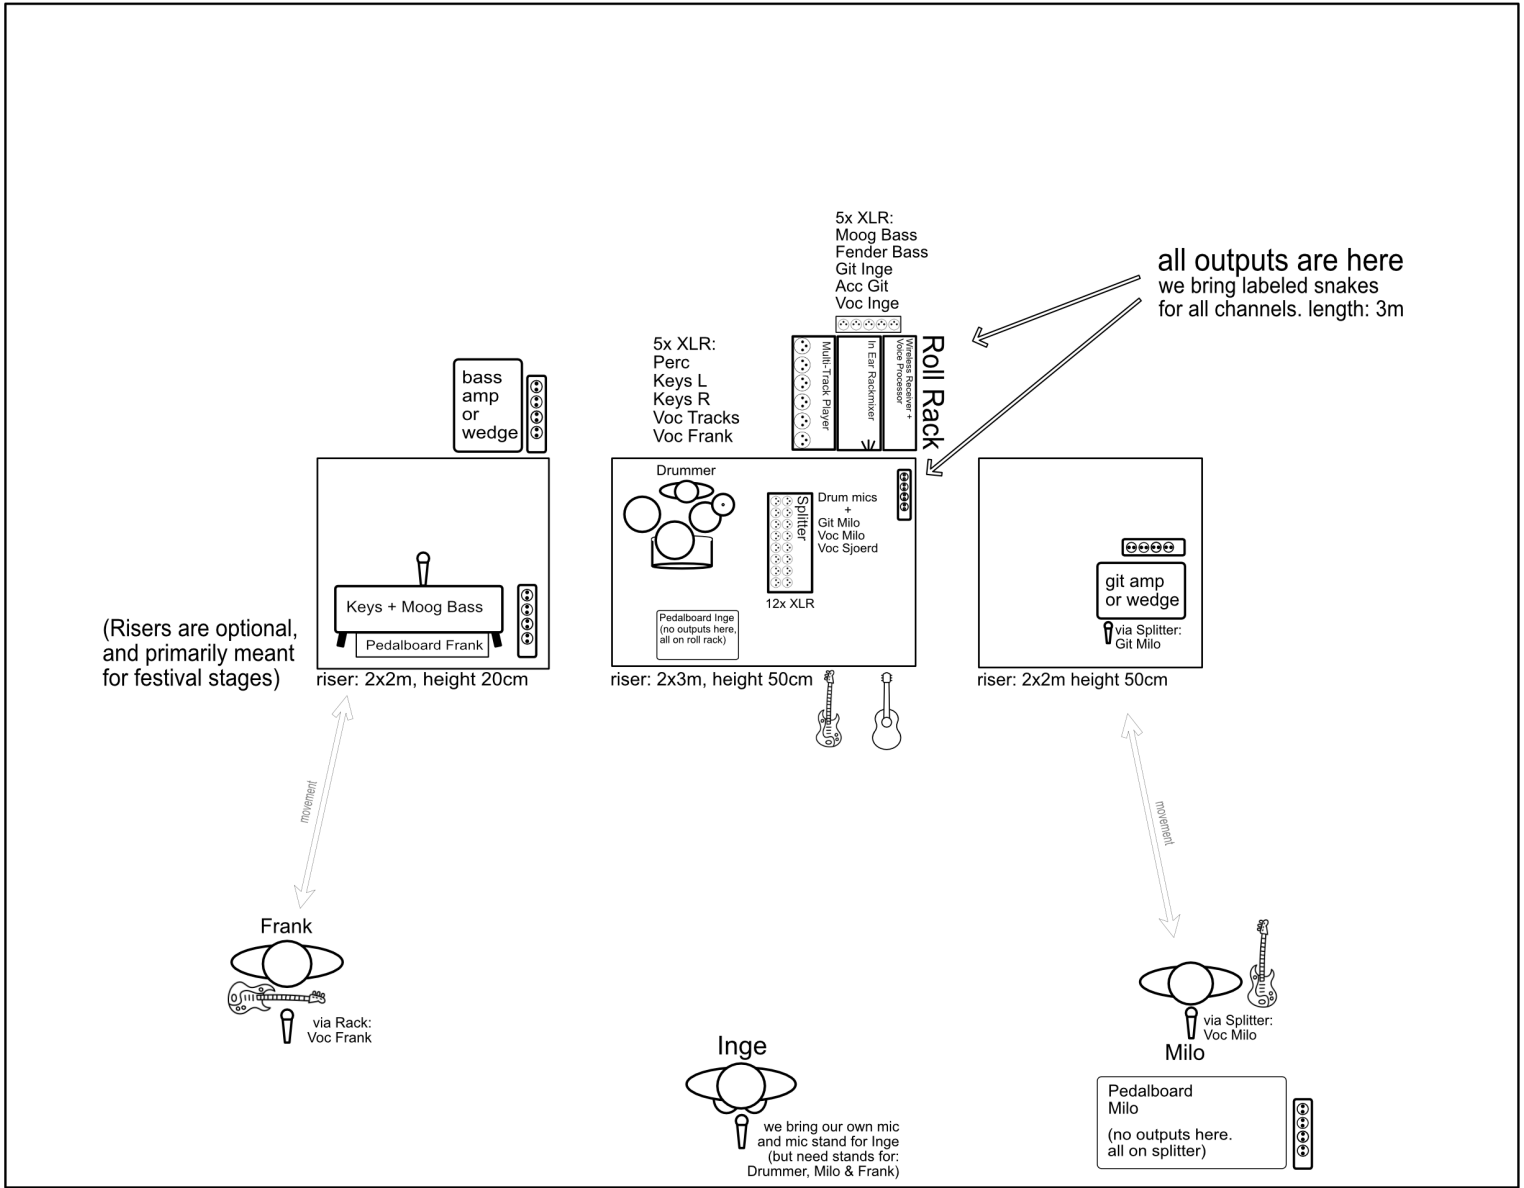 5x XLR:
Moog Bass
Fender Bass
Git Inge
Acc Git
Voc Inge
all outputs are here
we bring labeled snakes
for all channels. length: 3m
5x XLR:
Perc
Keys L
Keys R
Voc Tracks
Voc Frank
Multi-Track Player
In Ear Rackmixer
Wireless Receiver +
Voice Processor
Roll Rack
bass
amp
or
wedge
Drummer
Splitter
Drum mics
+
Git Milo
Voc Milo
Voc Sjoerd
12x XLR
Keys + Moog Bass
Pedalboard Frank
Pedalboard Inge
(no outputs here,
all on roll rack)
git amp
or wedge
via Splitter:
Git Milo
(Risers are optional,
and primarily meant
for festival stages)
riser: 2x2m, height 20cm
riser: 2x3m, height 50cm
riser: 2x2m height 50cm
movement
movement
Frank
via Rack:
Voc Frank
Inge
we bring our own mic
and mic stand for Inge
(but need stands for:
Drummer, Milo & Frank)
via Splitter:
Voc Milo
Milo
Pedalboard
Milo
(no outputs here.
all on splitter)